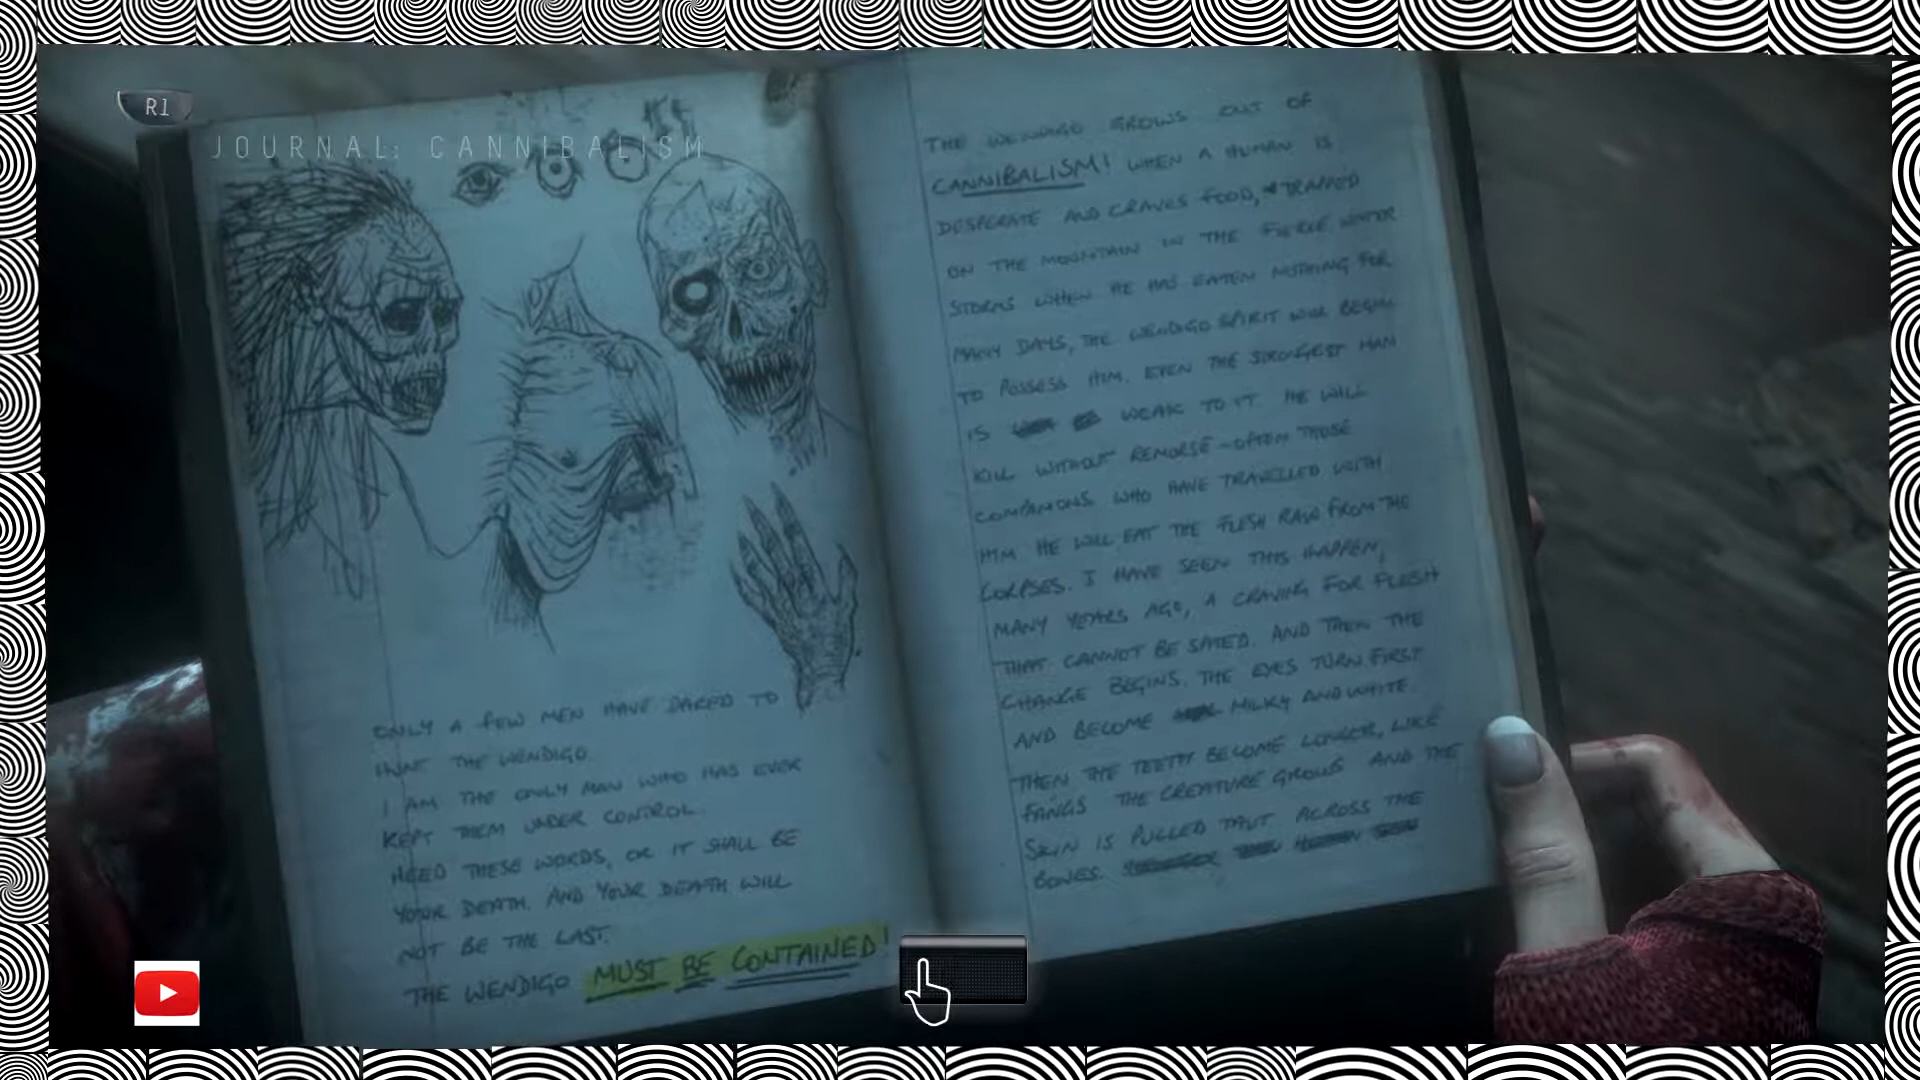 R1
JOURNAL: CANNIBALISM
ONLY A FEW MEN HAVE DARED TO
HUNT THE WENDIGO.
I AM THE ONLY MAN WHO HAS EVER
KEPT THEM UNDER CONTROL.
HEED THESE WORDS, OR IT SHALL BE
YOUR DEATH. AND YOUR DEATH WILL
NOT BE THE LAST.
THE WENDIGO MUST BE CONTAINED!
THE WENDIGO GROWS OUT OF
CANNIBALISM! WHEN A HUMAN IS
DESPERATE AND CRAVES FOOD, + TRAPPED
ON THE MOUNTAIN IN THE FIERCE WINTER
STORMS WHEN HE HAS EATEN NOTHING FOR
MANY DAYS, THE WENDIGO SPIRIT WILL BEGIN
TO POSSESS HIM. EVEN THE STRONGEST MAN
IS WEAK TO IT. HE WILL
KILL WITHOUT REMORSE - OFTEN THOSE
COMPANIONS WHO HAVE TRAVELLED WITH
HIM HE WILL EAT THE FLESH RAW FROM THE
CORPSES. I HAVE SEEN THIS HAPPEN,
MANY YEARS AGO, A CRAVING FOR FLESH
THAT CANNOT BE SATED. AND THEN THE
CHANGE BEGINS. THE EYES TURN FIRST
AND BECOME MILKY AND WHITE.
THEN THE TEETH BECOME LONGER, LIKE
FANGS THE CREATURE GROWS AND THE
SKIN IS PULLED TAUT ACROSS THE
BONES.